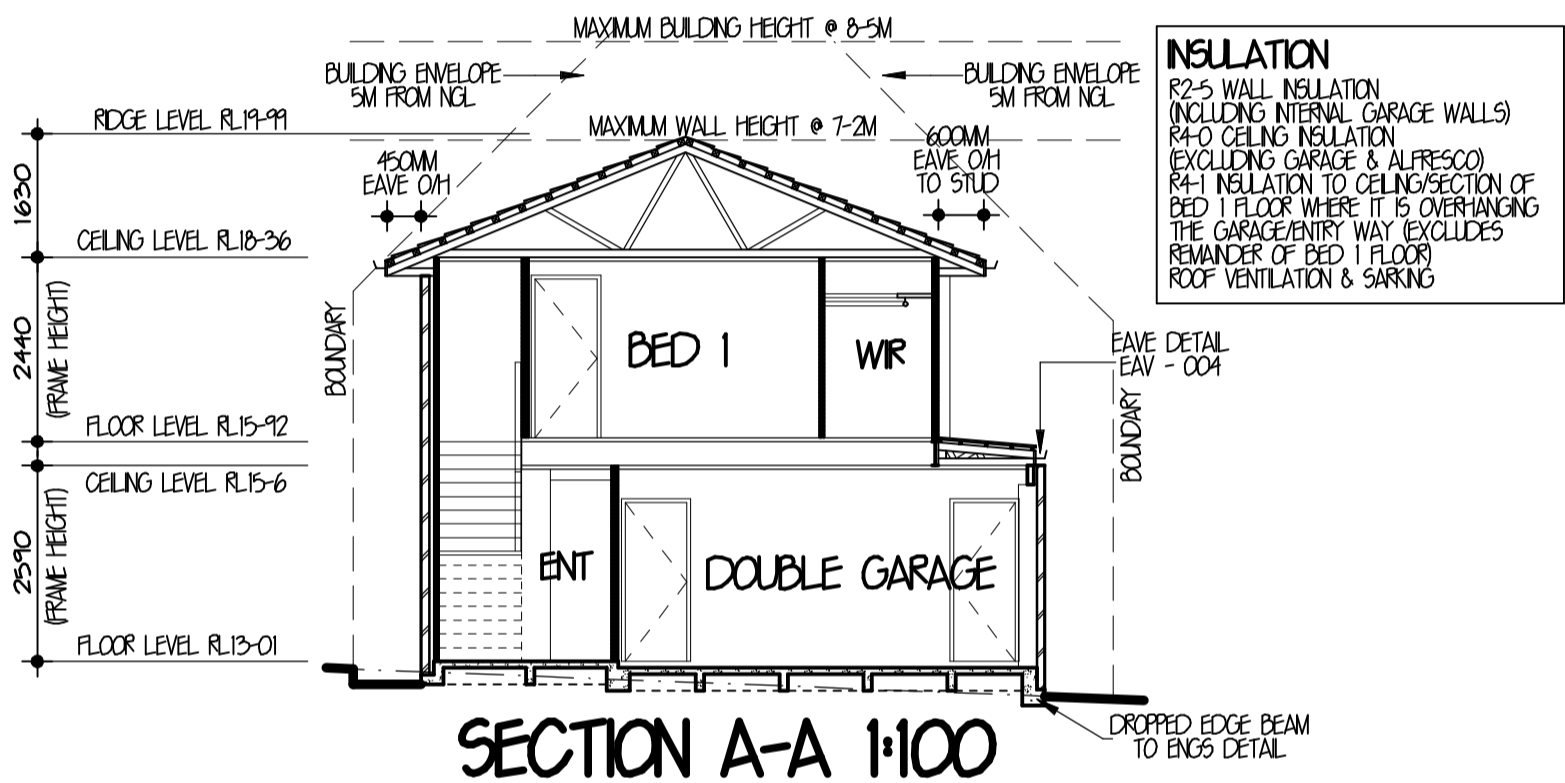 MAXIMUM BUILDING HEIGHT @ 8-5M
BUILDING ENVELOPE
5M FROM NGL
BUILDING ENVELOPE
5M FROM NGL
RIDGE LEVEL RL19-99
MAXIMUM WALL HEIGHT @ 7-2M
450MM
EAVE O/H
600MM
EAVE O/H
TO STUD
1630
CEILING LEVEL RL18-36
2440
(FRAME HEIGHT)
BOUNDARY
BED 1
WIR
EAVE DETAIL
EAV - 004
FLOOR LEVEL RL15-92
CEILING LEVEL RL15-6
BOUNDARY
2590
(FRAME HEIGHT)
ENT
DOUBLE GARAGE
FLOOR LEVEL RL13-01
DROPPED EDGE BEAM
TO ENGS DETAIL
SECTION A-A 1:100
INSULATION
R2-5 WALL INSULATION
(INCLUDING INTERNAL GARAGE WALLS)
R4-0 CEILING INSULATION
(EXCLUDING GARAGE & ALFRESCO)
R4-1 INSULATION TO CEILING/SECTION OF
BED 1 FLOOR WHERE IT IS OVERHANGING
THE GARAGE/ENTRY WAY (EXCLUDES
REMAINDER OF BED 1 FLOOR)
ROOF VENTILATION & SARKING